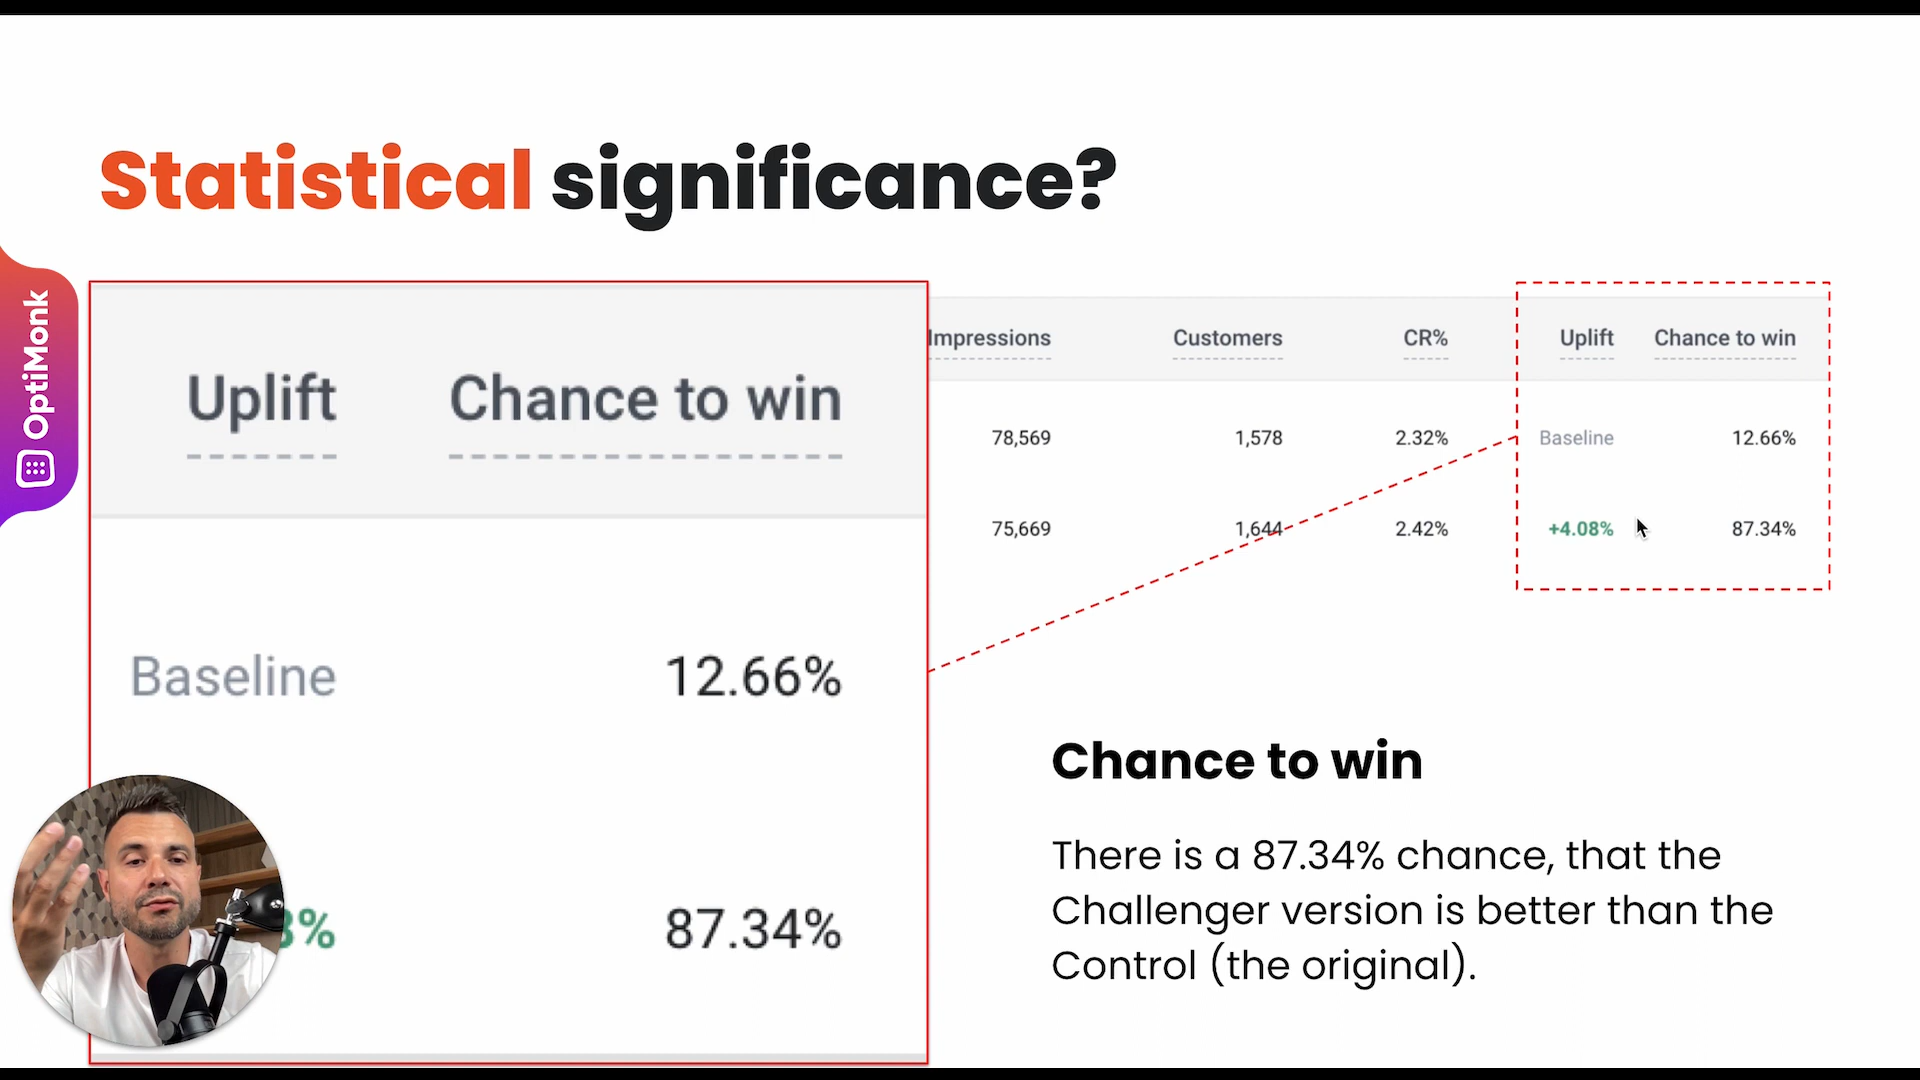 Statistical significance?
OptiMonk
Uplift Chance to win
Baseline 12.66%
8% 87.34%
Impressions Customers CR% Uplift Chance to win
78,569 1,578 2.32% Baseline 12.66%
75,669 1,644 2.42% +4.08% 87.34%
Chance to win
There is a 87.34% chance, that the
Challenger version is better than the
Control (the original).